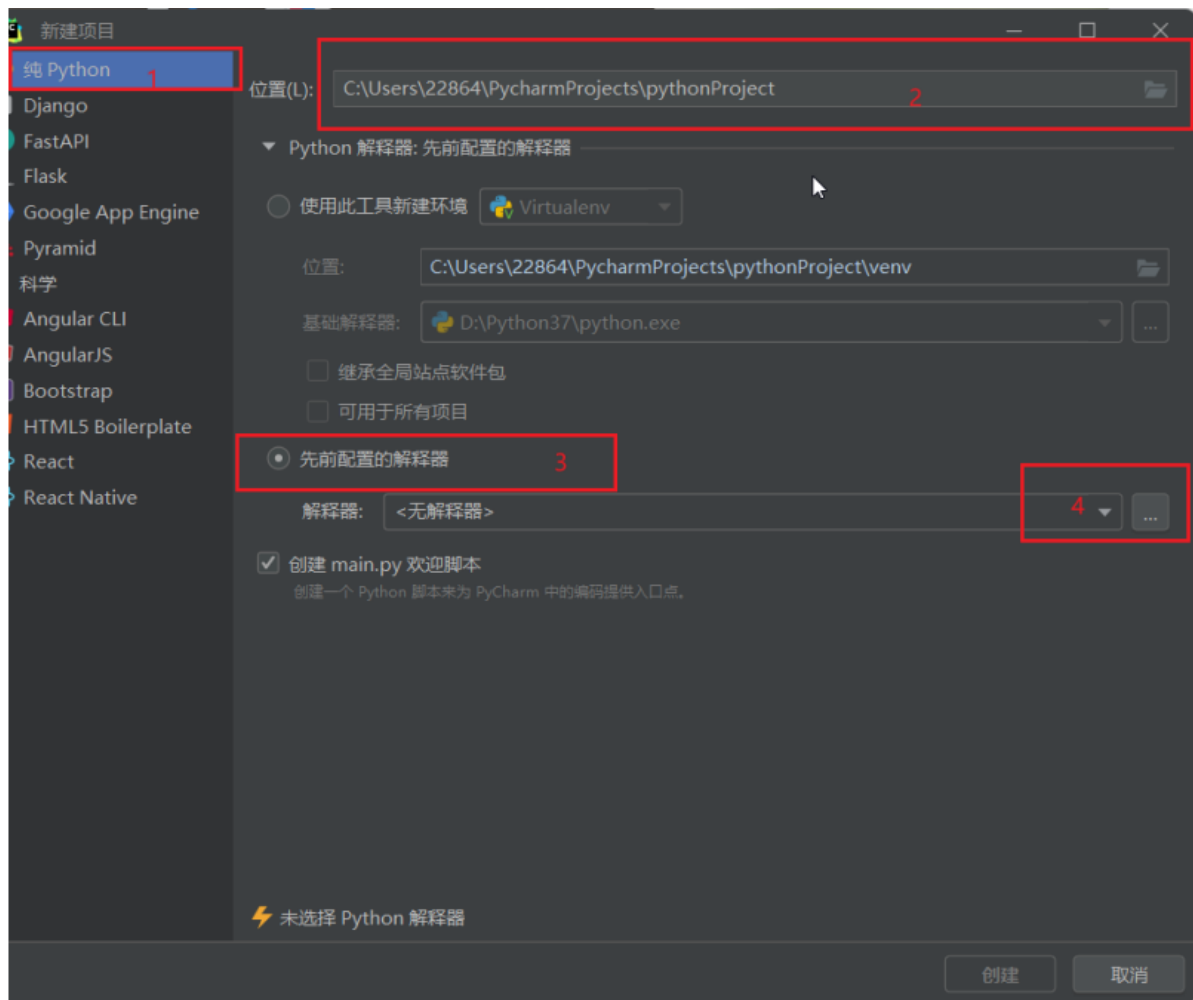 新建项目
纯 Python 1
Django
FastAPI
Flask
Google App Engine
Pyramid
科学
Angular CLI
AngularJS
Bootstrap
HTML5 Boilerplate
React
React Native
位置(L): C:\Users\22864\PycharmProjects\pythonProject 2
Python 解释器: 先前配置的解释器
使用此工具新建环境 Virtualenv
位置: C:\Users\22864\PycharmProjects\pythonProject\venv
基础解释器: D:\Python37\python.exe ...
继承全局站点软件包
可用于所有项目
先前配置的解释器 3
解释器: <无解释器> 4 ...
创建 main.py 欢迎脚本
创建一个 Python 脚本来为 PyCharm 中的编码提供入口点。
未选择 Python 解释器
创建 取消